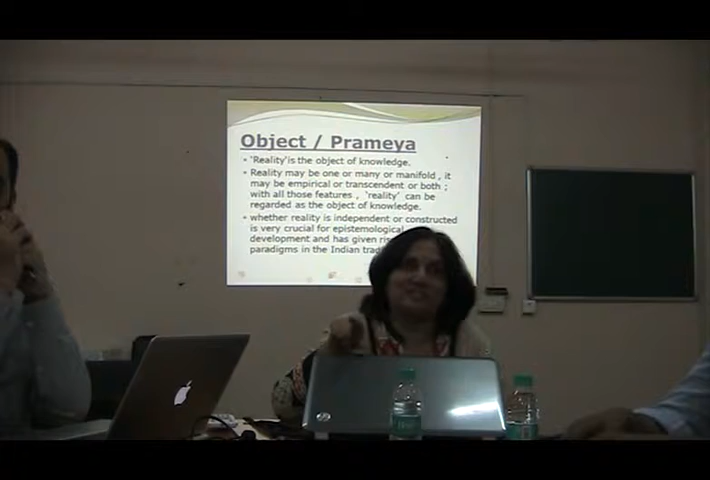 Object / Prameya
• 'Reality'is the object of knowledge.
• Reality may be one or many or manifold , it
may be empirical or transcendent or both ;
with all those features , 'reality' can be
regarded as the object of knowledge.
• whether reality is independent or constructed
is very crucial for epistemological
development and has given
paradigms in the Indian
hp